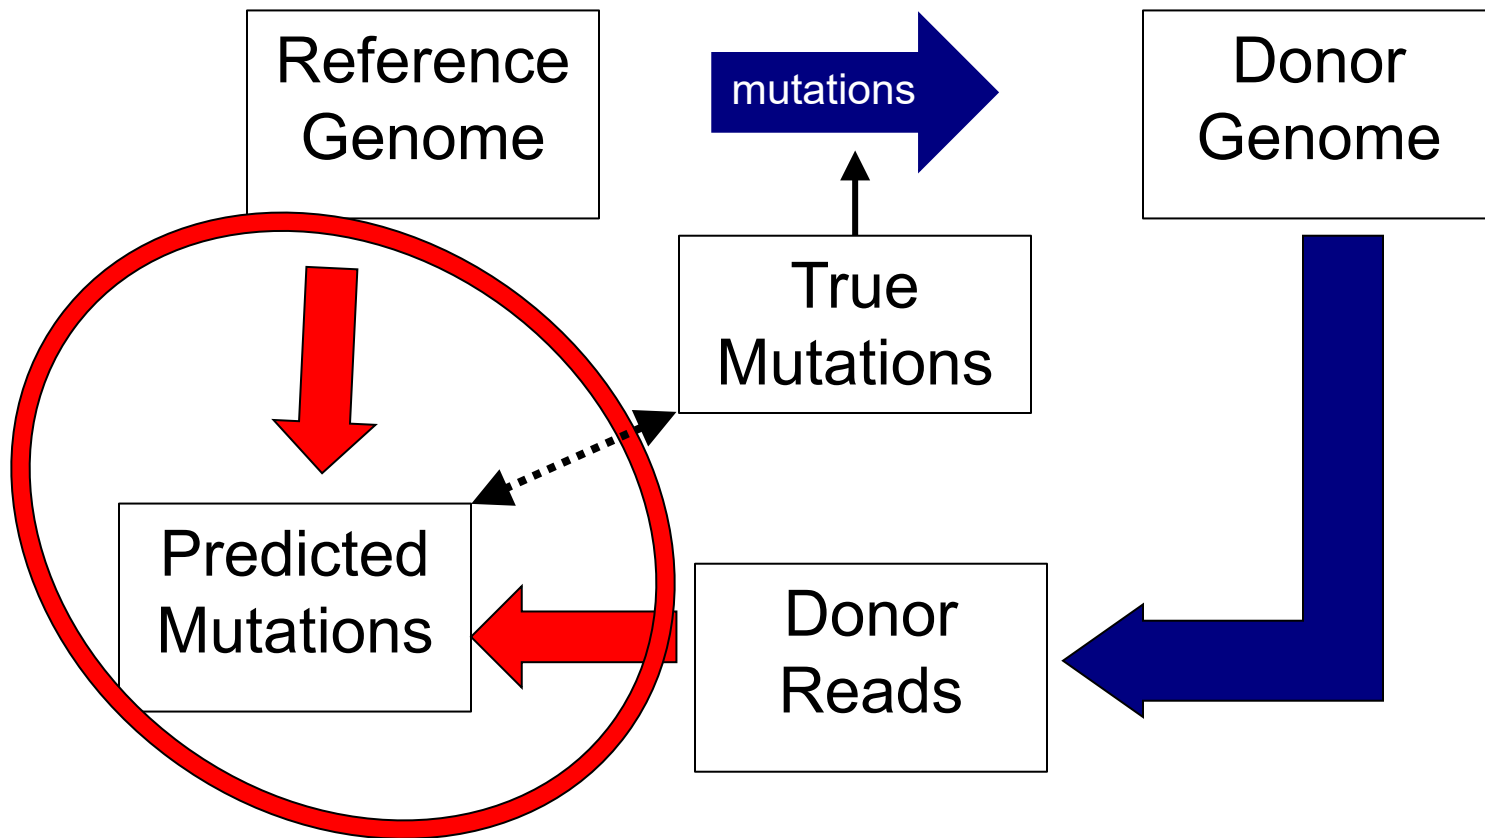 Reference
Genome
mutations
Donor
Genome
True
Mutations
Predicted
Mutations
Donor
Reads